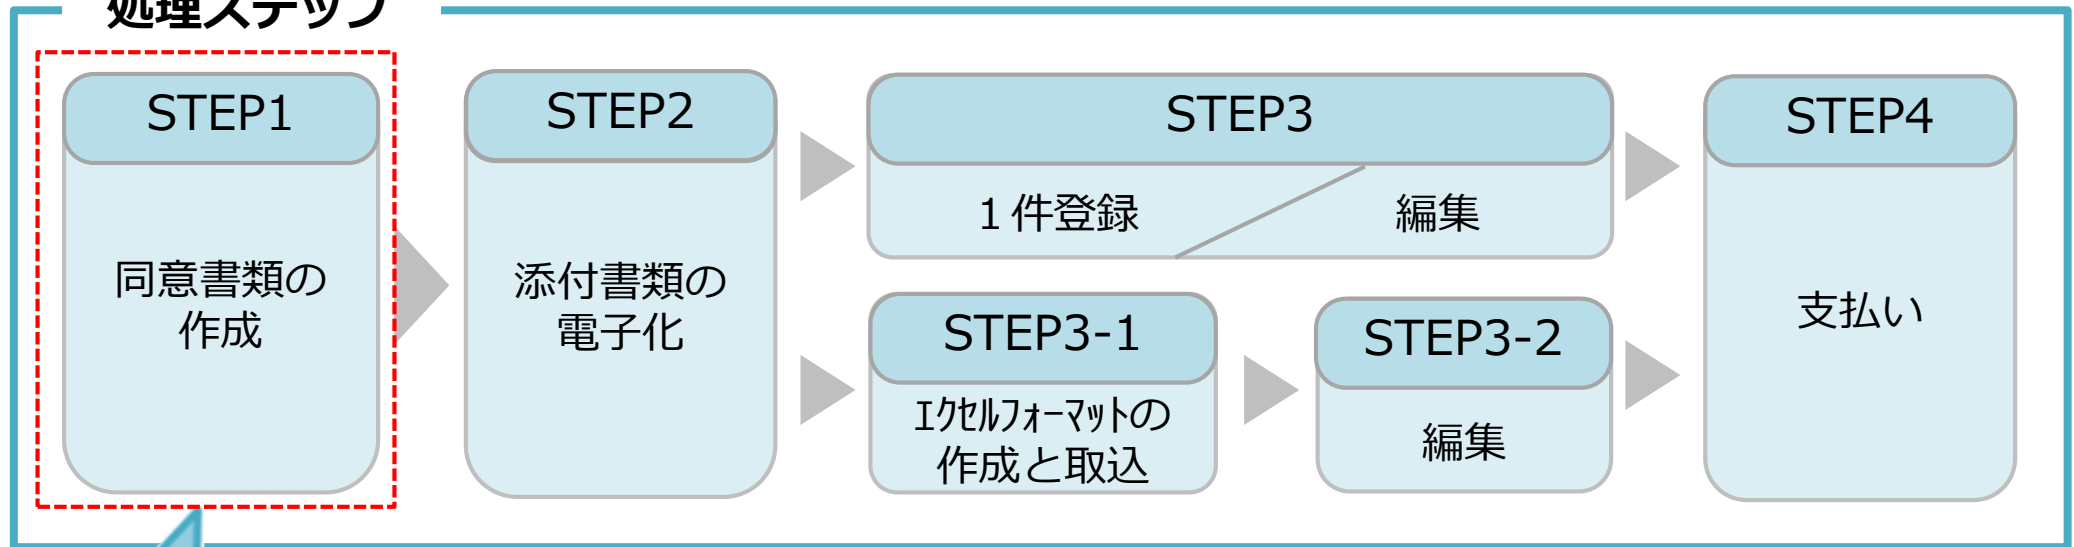 処理ステップ
STEP1
同意書類の
作成
STEP2
添付書類の
電子化
STEP3
１件登録
編集
STEP3-1
ｴｸｾﾙﾌｫｰﾏｯﾄの
作成と取込
STEP3-2
編集
STEP4
支払い